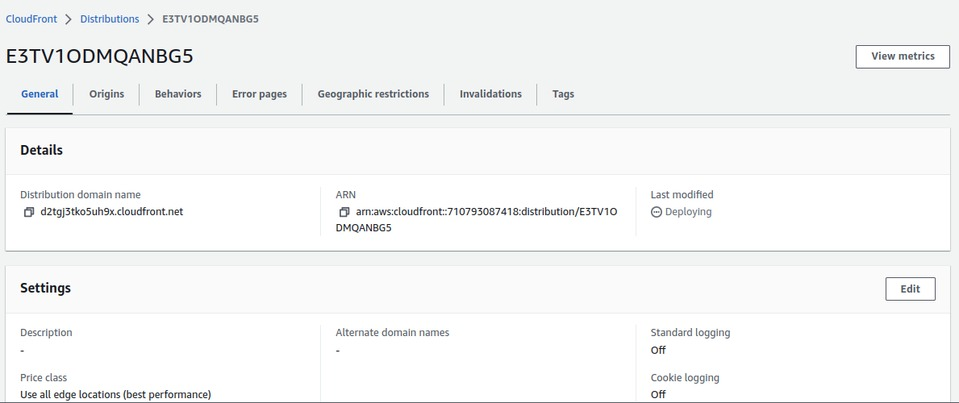 CloudFront > Distributions > E3TV1ODMQANBG5
E3TV1ODMQANBG5
View metrics
General Origins Behaviors Error pages Geographic restrictions Invalidations Tags
Details
Distribution domain name
d2tgj3tko5uh9x.cloudfront.net
ARN
arn:aws:cloudfront::710793087418:distribution/E3TV1O
DMQANBG5
Last modified
Deploying
Settings
Edit
Description
-
Price class
Use all edge locations (best performance)
Alternate domain names
-
Standard logging
Off
Cookie logging
Off